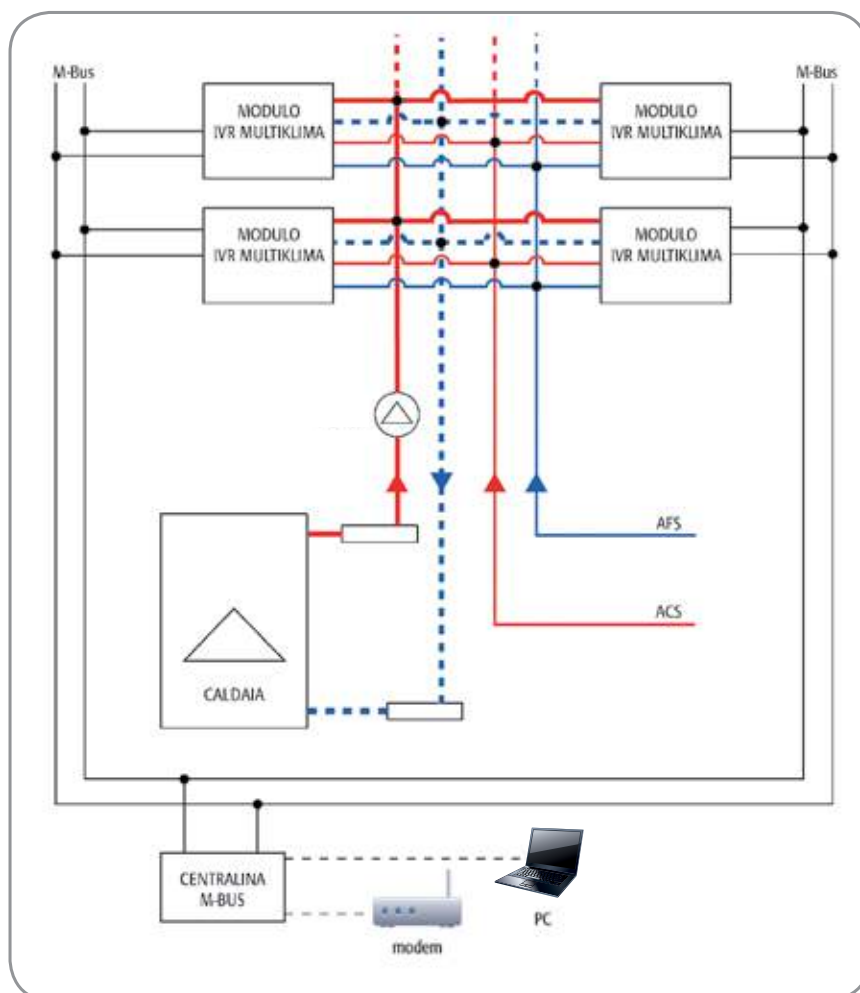 M-Bus
M-Bus
MODULO
IVR MULTIKLIMA
MODULO
IVR MULTIKLIMA
MODULO
IVR MULTIKLIMA
MODULO
IVR MULTIKLIMA
AFS
ACS
CALDAIA
CENTRALINA
M-BUS
PC
modem